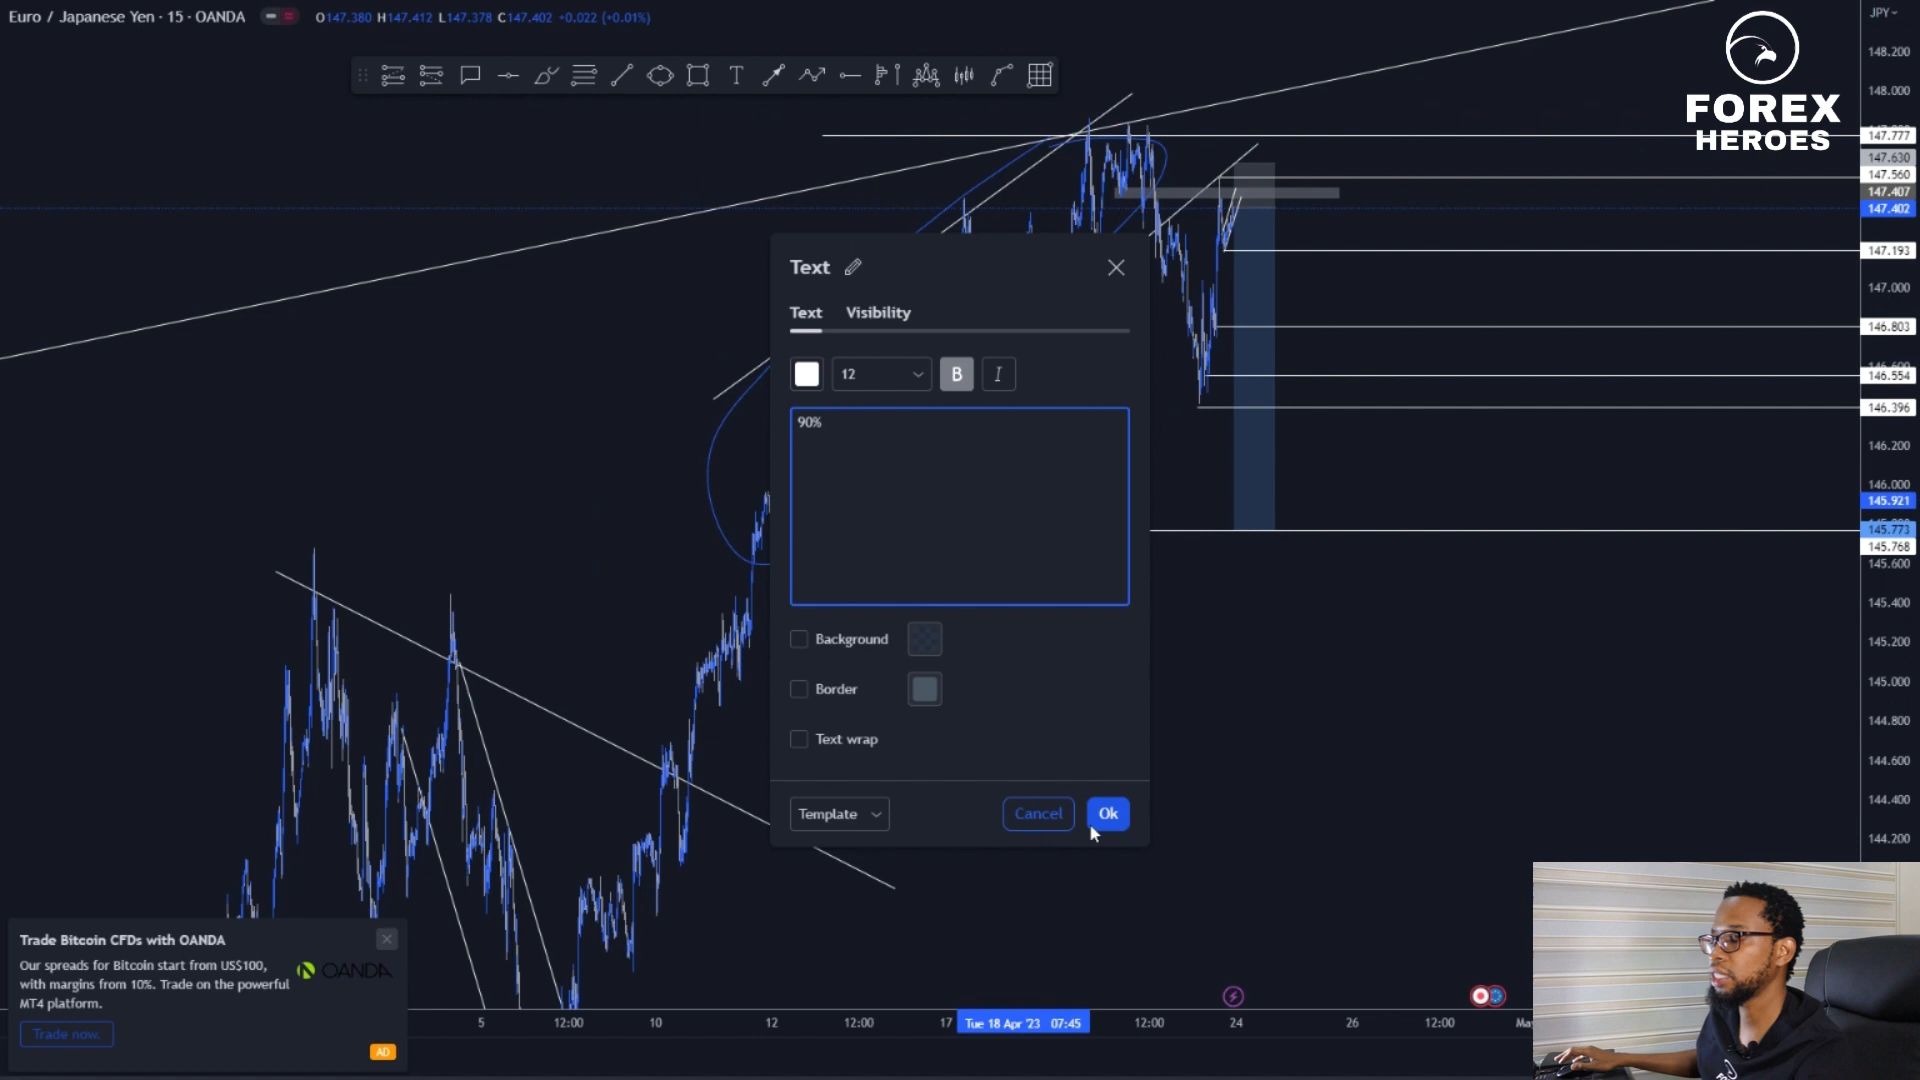 Euro / Japanese Yen · 15 · OANDA
O147.380 H147.412 L147.378 C147.402 +0.022 (+0.01%)
JPY
148.200
148.000
FOREX
HEROES
147.777
147.630
147.560
147.407
147.402
147.193
147.000
146.803
146.554
146.396
146.200
146.000
145.921
145.773
145.768
145.600
145.400
145.200
145.000
144.800
144.600
144.400
144.200
Text
Text Visibility
12
B
I
90%
Background
Border
Text wrap
Template
Cancel
Ok
Trade Bitcoin CFDs with OANDA
Our spreads for Bitcoin start from US$100,
with margins from 10%. Trade on the powerful
MT4 platform.
OANDA
Trade now.
AD
5 12:00 10 12 12:00 17 Tue 18 Apr '23 07:45 12:00 24 26 12:00